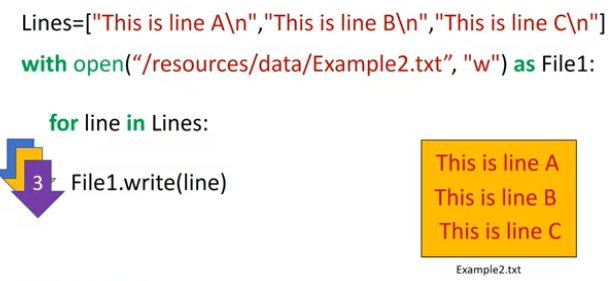 Lines=["This is line A\n","This is line B\n","This is line C\n"]
with open(“/resources/data/Example2.txt”, "w") as File1:
for line in Lines:
3
File1.write(line)
This is line A
This is line B
This is line C
Example2.txt